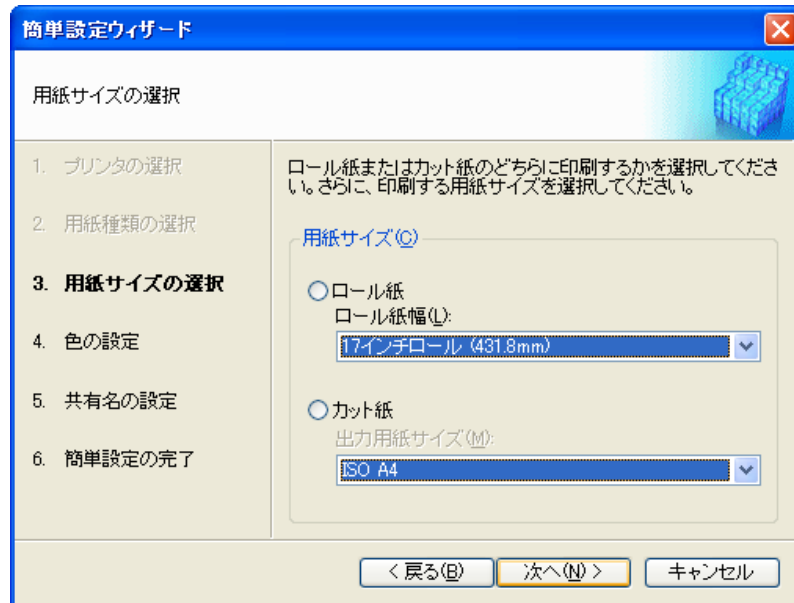 簡単設定ウィザード
用紙サイズの選択
1. プリンタの選択
2. 用紙種類の選択
3. 用紙サイズの選択
4. 色の設定
5. 共有名の設定
6. 簡単設定の完了
ロール紙またはカット紙のどちらに印刷するかを選択してくださ
い。さらに、印刷する用紙サイズを選択してください。
用紙サイズ(C)
ロール紙
ロール紙幅(L):
17インチロール (431.8mm)
カット紙
出力用紙サイズ(M):
ISO A4
< 戻る(B)
次へ(N) >
キャンセル